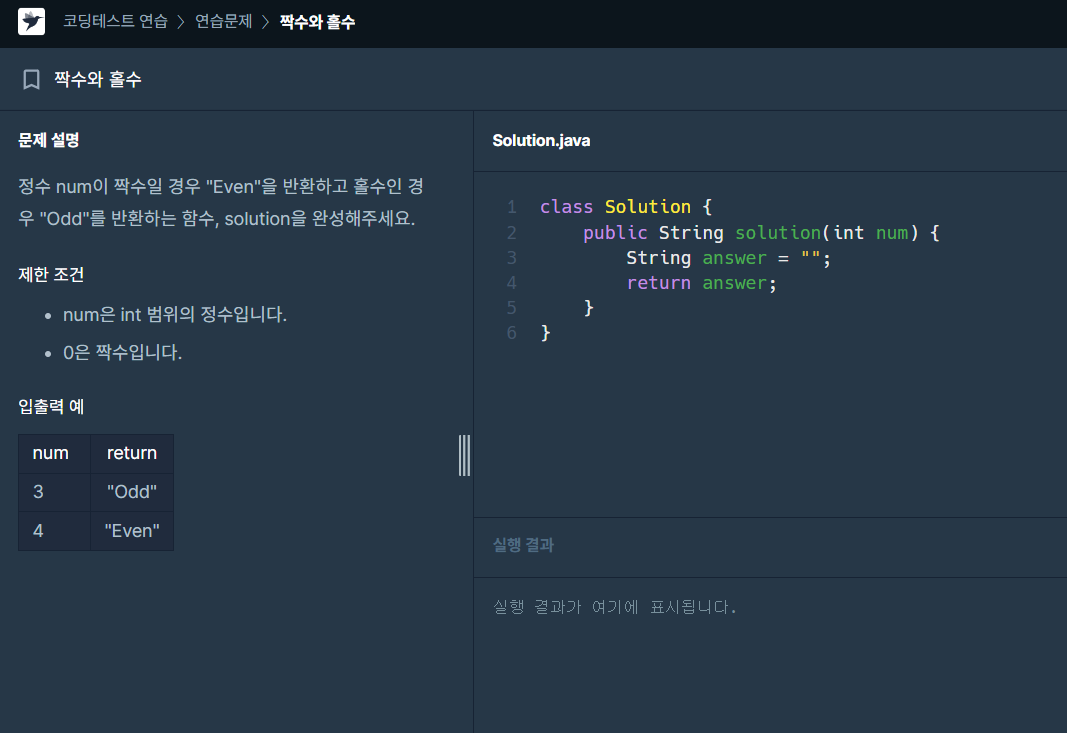 코딩테스트 연습 > 연습문제 > 짝수와 홀수
짝수와 홀수
문제 설명
정수 num이 짝수일 경우 "Even"을 반환하고 홀수인 경
우 "Odd"를 반환하는 함수, solution을 완성해주세요.
제한 조건
• num은 int 범위의 정수입니다.
• 0은 짝수입니다.
입출력 예
num return
3 "Odd"
4 "Even"
Solution.java
1 class Solution {
2     public String solution(int num) {
3         String answer = "";
4         return answer;
5     }
6 }
실행 결과
실행 결과가 여기에 표시됩니다.